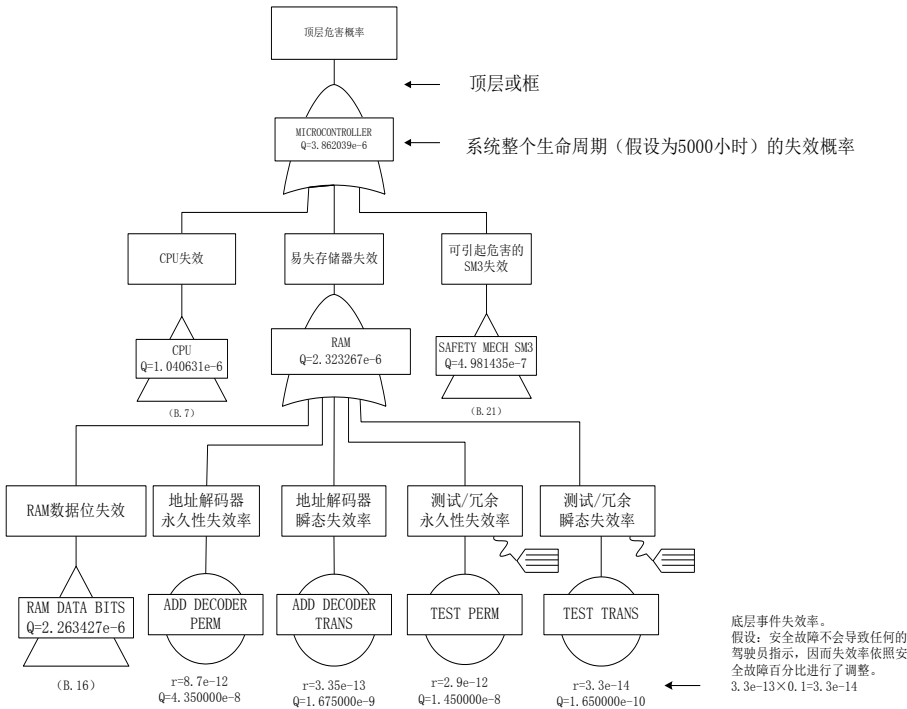 顶层危害概率
顶层或框
MICROCONTROLLER
Q=3.862039e-6
系统整个生命周期（假设为5000小时）的失效概率
CPU失效
易失存储器失效
可引起危害的
SM3失效
CPU
Q=1.040631e-6
(B.7)
RAM
Q=2.323267e-6
SAFETY MECH SM3
Q=4.981435e-7
(B.21)
RAM数据位失效
地址解码器
永久性失效率
地址解码器
瞬态失效率
测试/冗余
永久性失效率
测试/冗余
瞬态失效率
RAM DATA BITS
Q=2.263427e-6
(B.16)
ADD DECODER
PERM
r=8.7e-12
Q=4.350000e-8
ADD DECODER
TRANS
r=3.35e-13
Q=1.675000e-9
TEST PERM
r=2.9e-12
Q=1.450000e-8
TEST TRANS
r=3.3e-14
Q=1.650000e-10
底层事件失效率。
假设：安全故障不会导致任何的
驾驶员指示，因而失效率依照安
全故障百分比进行了调整。
3.3e-13×0.1=3.3e-14